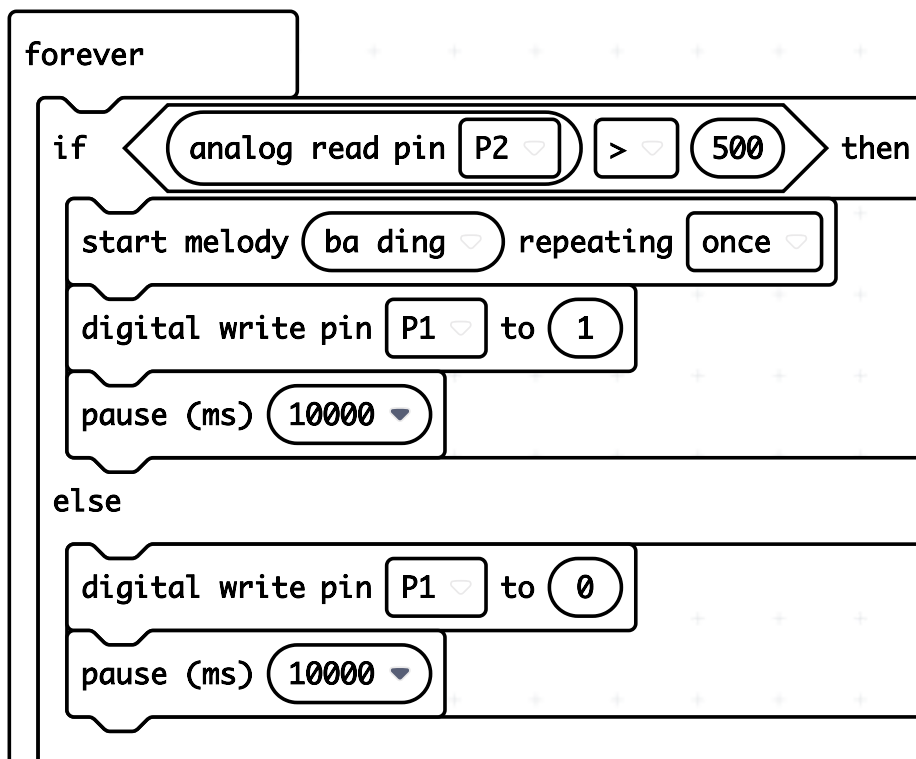 forever
if analog read pin P2 > 500 then
start melody ba ding repeating once
digital write pin P1 to 1
pause (ms) 10000
else
digital write pin P1 to 0
pause (ms) 10000